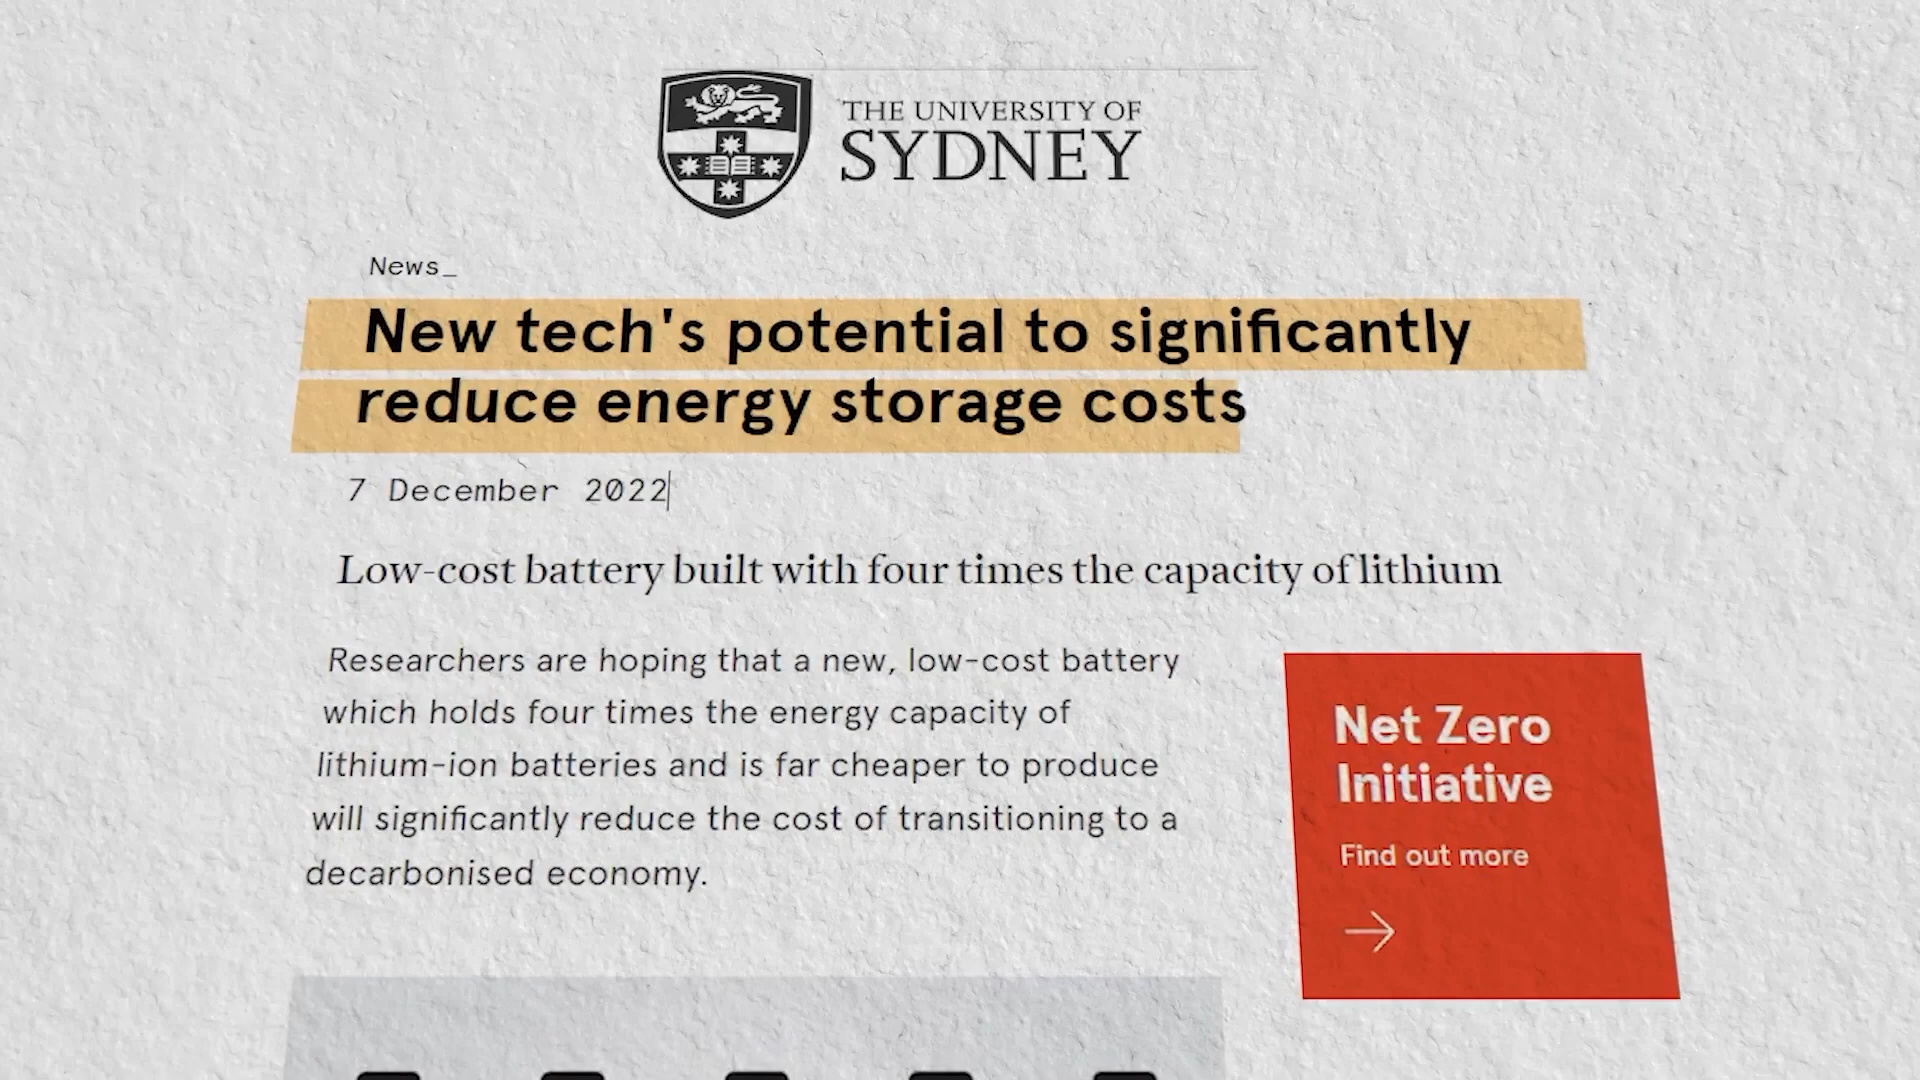 THE UNIVERSITY OF
SYDNEY
News_
New tech's potential to significantly
reduce energy storage costs
7 December 2022
Low-cost battery built with four times the capacity of lithium
Researchers are hoping that a new, low-cost battery
which holds four times the energy capacity of
lithium-ion batteries and is far cheaper to produce
will significantly reduce the cost of transitioning to a
decarbonised economy.
Net Zero
Initiative
Find out more